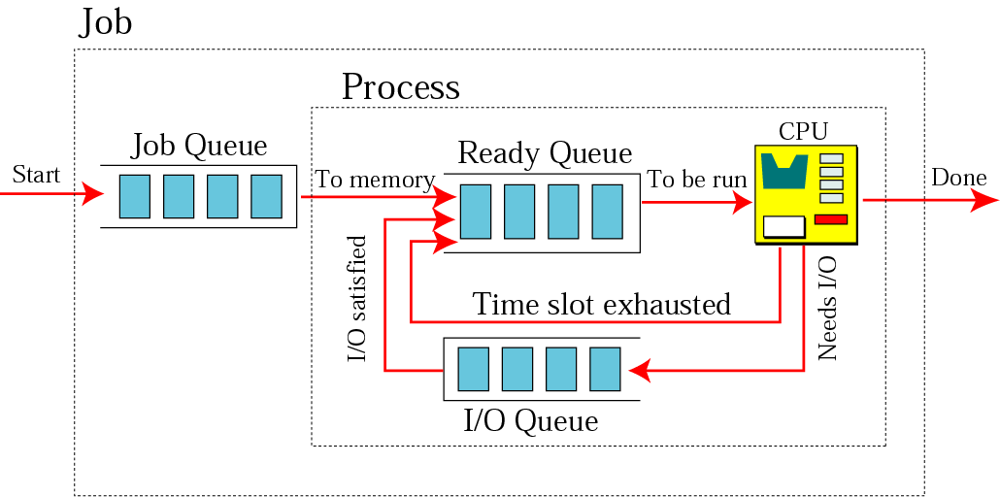 Job
Process
CPU
Job Queue
Ready Queue
Start
To memory
To be run
Done
I/O satisfied
Needs I/O
Time slot exhausted
I/O Queue